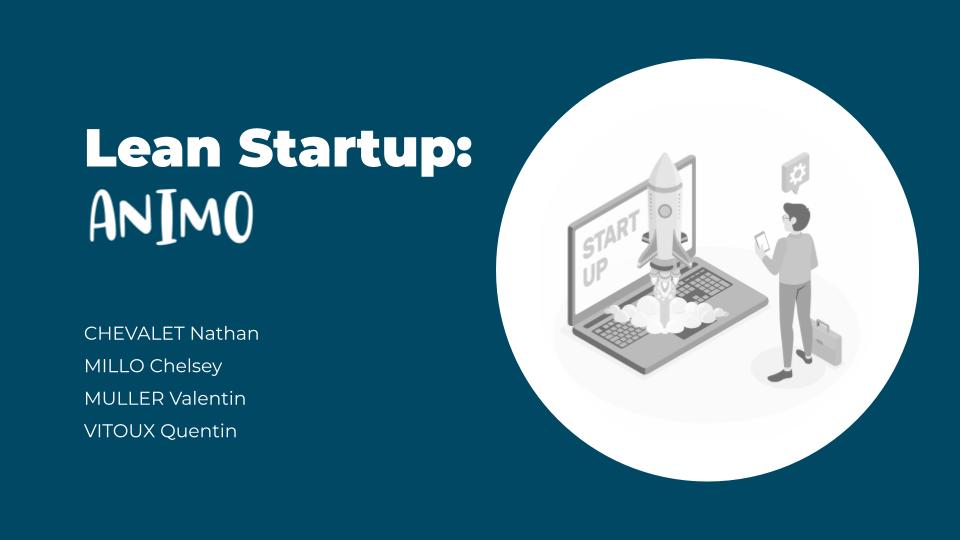 Lean Startup:
ANIMO
CHEVALET Nathan
MILLO Chelsey
MULLER Valentin
VITOUX Quentin
START
UP